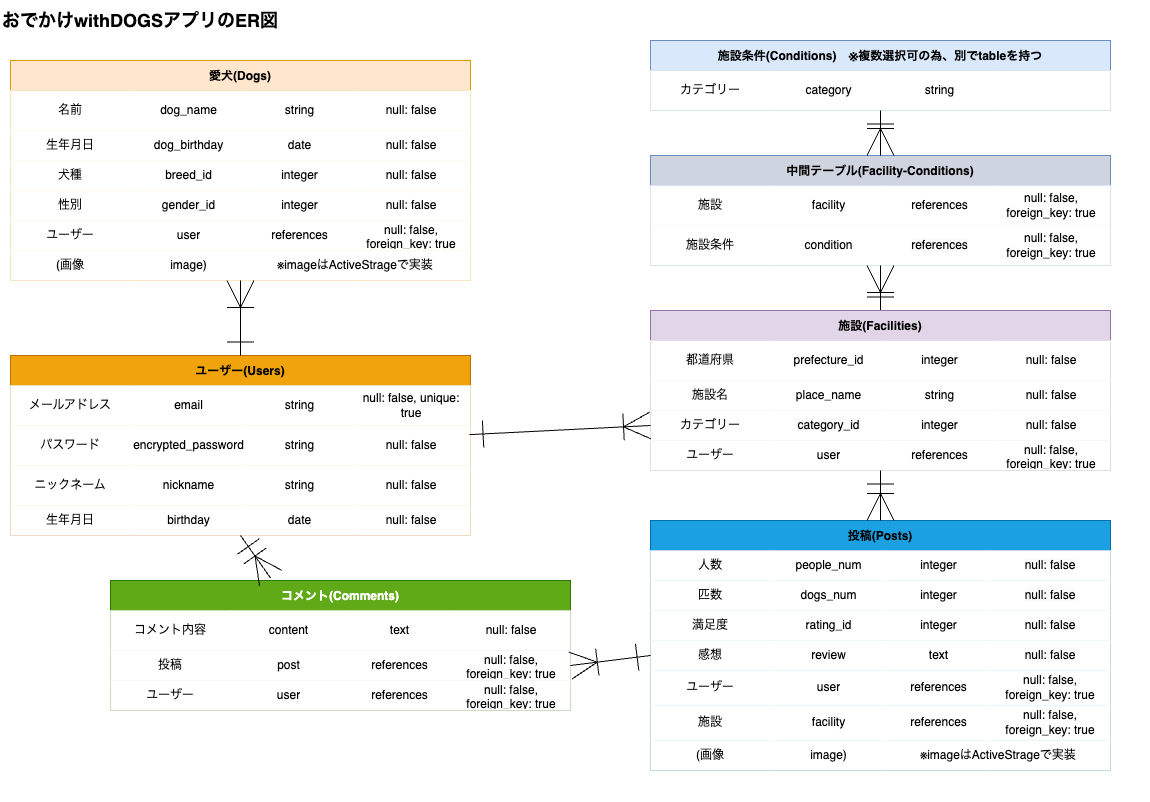 おでかけwithDOGSアプリのER図
愛犬(Dogs)
名前 dog_name string null: false
生年月日 dog_birthday date null: false
犬種 breed_id integer null: false
性別 gender_id integer null: false
ユーザー user references null: false,
foreign_key: true
(画像 image) ※imageはActiveStrageで実装
ユーザー(Users)
メールアドレス email string null: false, unique:
true
パスワード encrypted_password string null: false
ニックネーム nickname string null: false
生年月日 birthday date null: false
コメント(Comments)
コメント内容 content text null: false
投稿 post references null: false,
foreign_key: true
ユーザー user references null: false,
foreign_key: true
施設条件(Conditions) ※複数選択可の為、別でtableを持つ
カテゴリー category string
中間テーブル(Facility-Conditions)
施設 facility references null: false,
foreign_key: true
施設条件 condition references null: false,
foreign_key: true
施設(Facilities)
都道府県 prefecture_id integer null: false
施設名 place_name string null: false
カテゴリー category_id integer null: false
ユーザー user references null: false,
foreign_key: true
投稿(Posts)
人数 people_num integer null: false
匹数 dogs_num integer null: false
満足度 rating_id integer null: false
感想 review text null: false
ユーザー user references null: false,
foreign_key: true
施設 facility references null: false,
foreign_key: true
(画像 image) ※imageはActiveStrageで実装